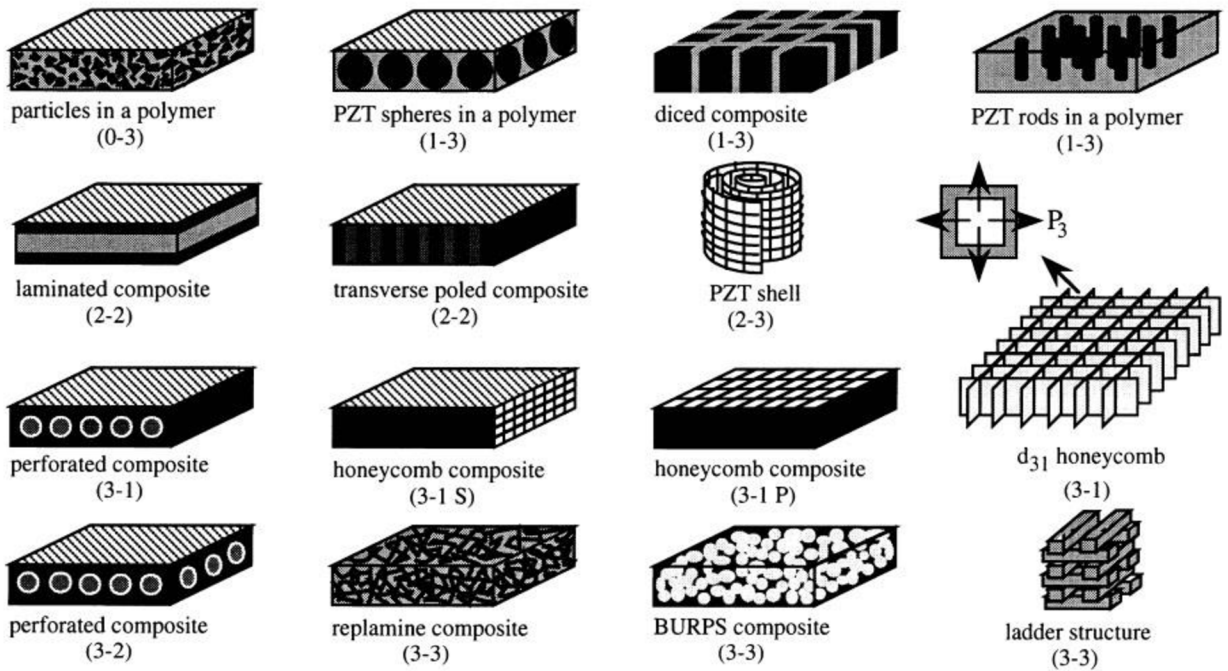 particles in a polymer
(0-3)
PZT spheres in a polymer
(1-3)
diced composite
(1-3)
PZT rods in a polymer
(1-3)
laminated composite
(2-2)
transverse poled composite
(2-2)
PZT shell
(2-3)
P3
perforated composite
(3-1)
honeycomb composite
(3-1 S)
honeycomb composite
(3-1 P)
d31 honeycomb
(3-1)
perforated composite
(3-2)
replamine composite
(3-3)
BURPS composite
(3-3)
ladder structure
(3-3)